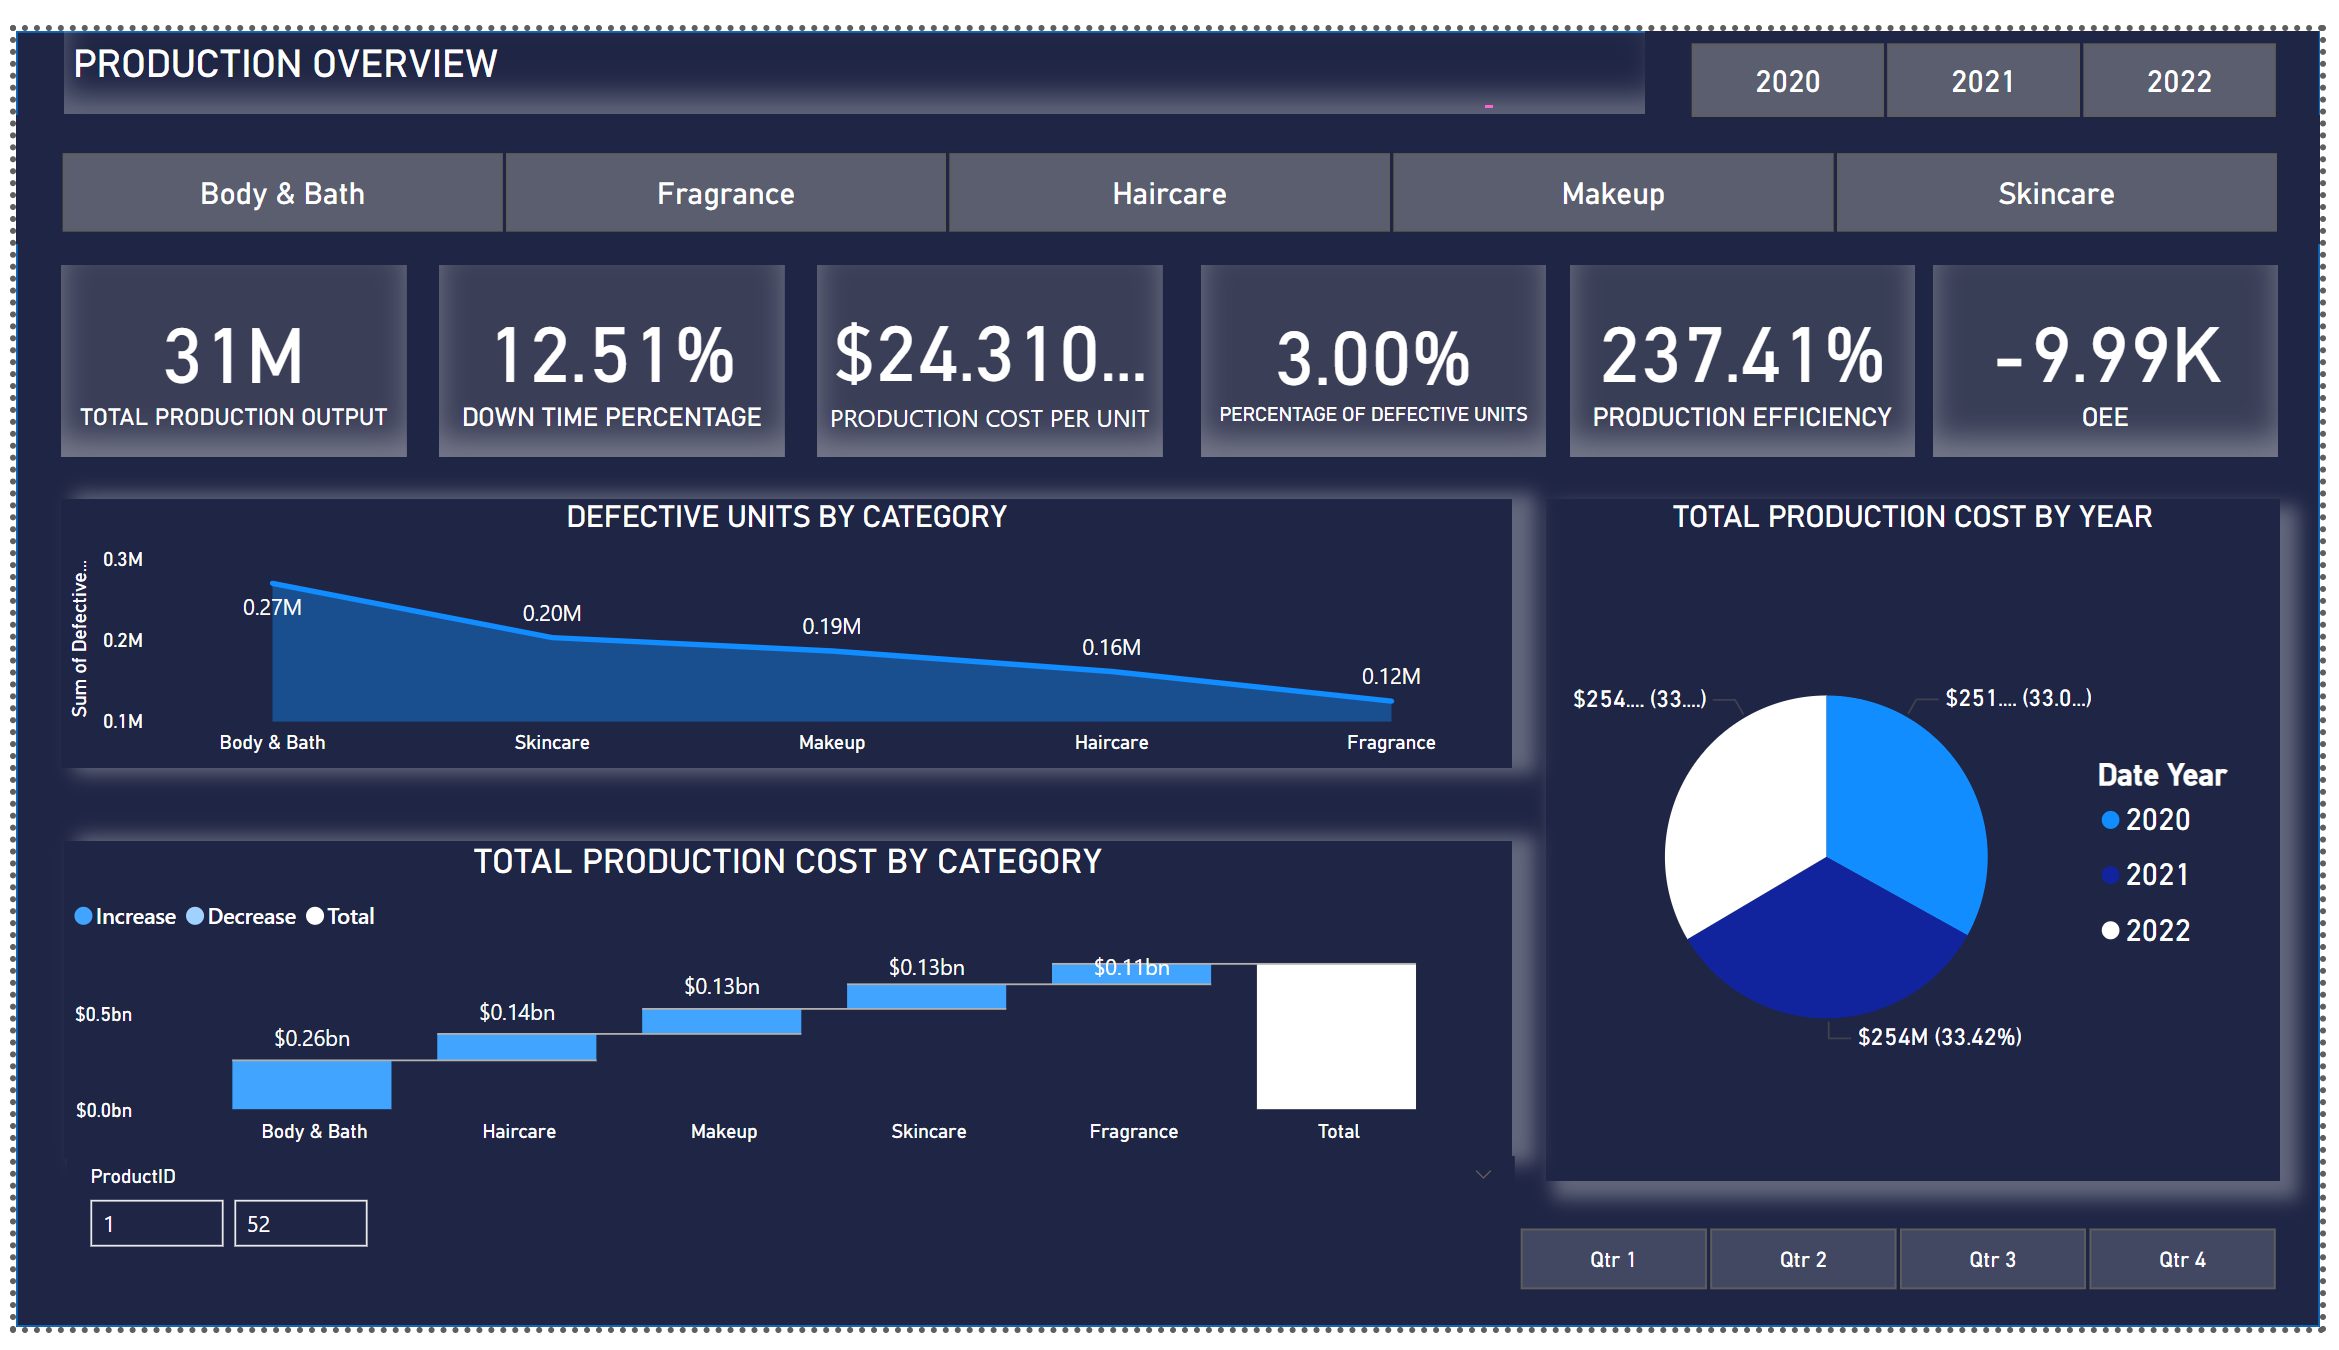 PRODUCTION OVERVIEW
2020 2021 2022
Body & Bath Fragrance Haircare Makeup Skincare
31M
TOTAL PRODUCTION OUTPUT
12.51%
DOWN TIME PERCENTAGE
$24.310...
PRODUCTION COST PER UNIT
3.00%
PERCENTAGE OF DEFECTIVE UNITS
237.41%
PRODUCTION EFFICIENCY
-9.99K
OEE
DEFECTIVE UNITS BY CATEGORY
Sum of Defective...
0.3M
0.2M
0.1M
0.27M
0.20M
0.19M
0.16M
0.12M
Body & Bath Skincare Makeup Haircare Fragrance
TOTAL PRODUCTION COST BY YEAR
$254.... (33....)
$251.... (33.0...)
$254M (33.42%)
Date Year
2020
2021
2022
TOTAL PRODUCTION COST BY CATEGORY
Increase Decrease Total
$0.5bn
$0.0bn
$0.26bn
$0.14bn
$0.13bn
$0.13bn
$0.11bn
Body & Bath Haircare Makeup Skincare Fragrance Total
ProductID
1 52
Qtr 1 Qtr 2 Qtr 3 Qtr 4